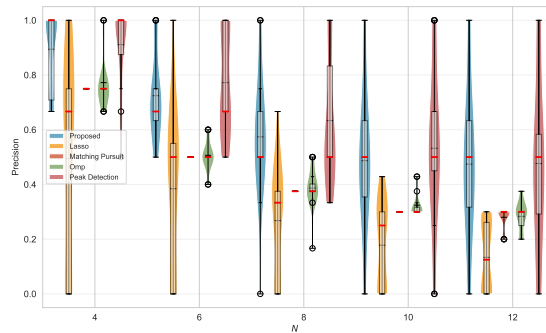 1.0
0.8
0.6
0.4
0.2
0.0
Precision
Proposed
Lasso
Matching Pursuit
Omp
Peak Detection
4 6 8 10 12
N